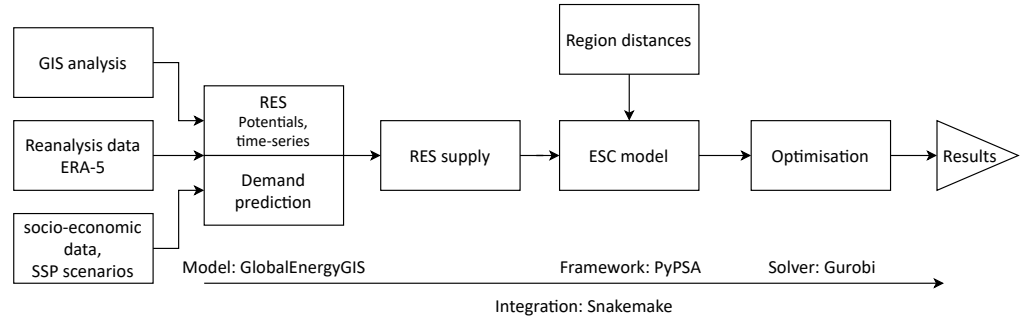 GIS analysis
Reanalysis data
ERA-5
socio-economic
data,
SSP scenarios
RES
Potentials,
time-series
Demand
prediction
RES supply
Region distances
ESC model
Optimisation
Results
Model: GlobalEnergyGIS
Framework: PyPSA
Solver: Gurobi
Integration: Snakemake